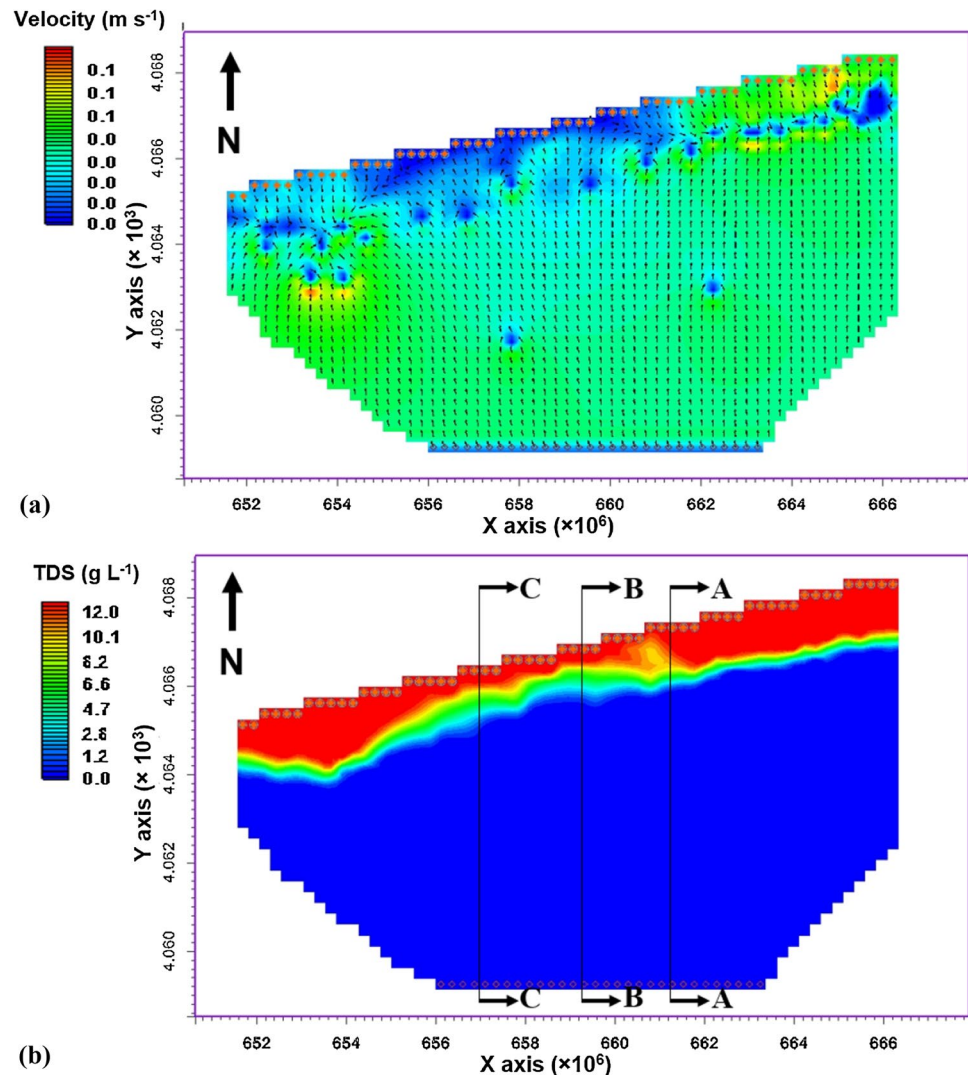 Velocity (m s⁻¹)
0.1
0.1
0.1
0.0
0.0
0.0
0.0
0.0
N
Y axis (× 10³)
4.068
4.066
4.064
4.062
4.060
652 654 656 658 660 662 664 666
X axis (×10⁶)
(a)
TDS (g L⁻¹)
12.0
10.1
8.2
6.6
4.7
2.8
1.2
0.0
N
C B A
Y axis (× 10³)
4.068
4.066
4.064
4.062
4.060
C B A
652 654 656 658 660 662 664 666
X axis (×10⁶)
(b)